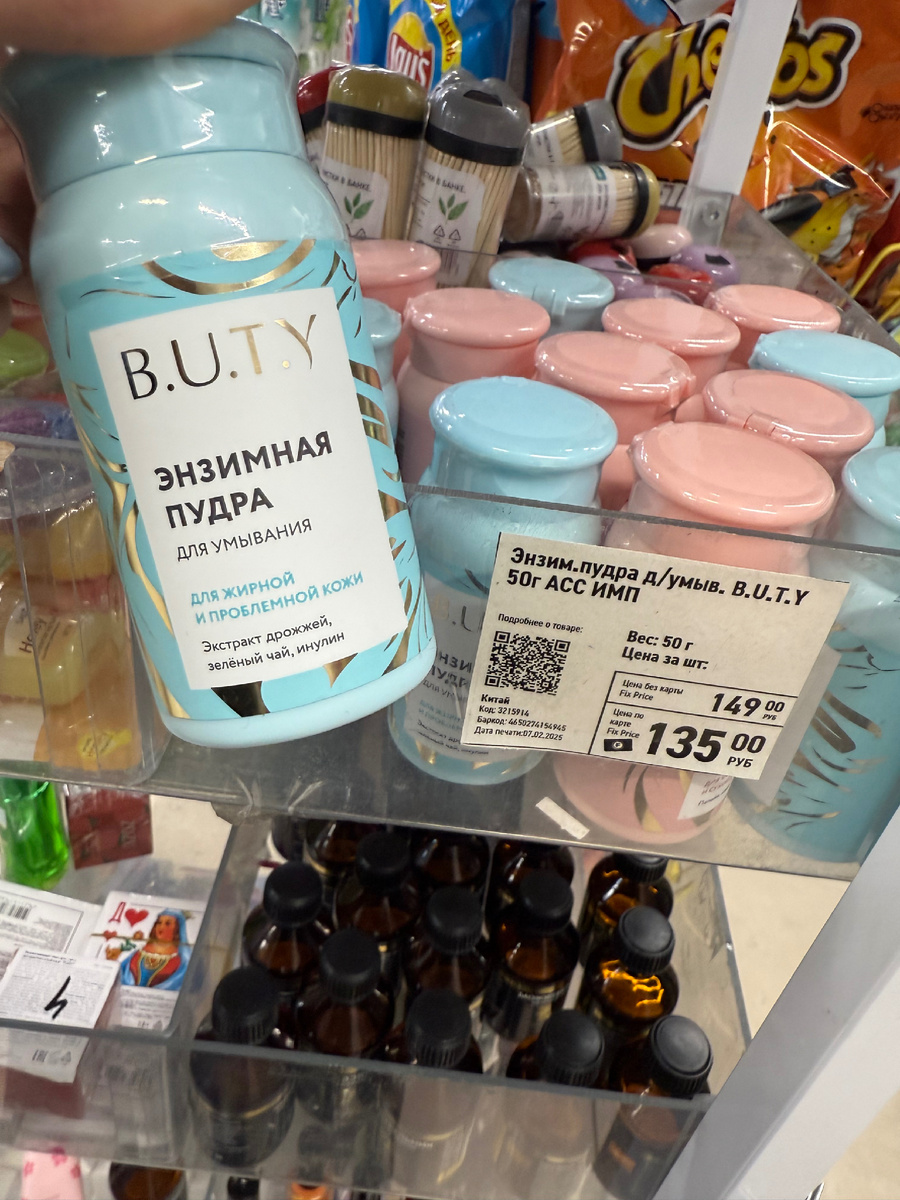 Lay's
Cheetos
B.U.T.Y
ЭНЗИМНАЯ
ПУДРА
ДЛЯ УМЫВАНИЯ
ДЛЯ ЖИРНОЙ
И ПРОБЛЕМНОЙ КОЖИ
Экстракт дрожжей,
зелёный чай, инулин
Энзим.пудра д/умыв. B.U.T.Y
50г АСС ИМП
Подробнее о товаре:
Вес: 50 г
Цена за шт:
Цена без карты
Fix Price
149 00
РУБ
Цена по
карте
Fix Price
135 00
РУБ
Китай
Код: 3215914
Баркод: 4650274154945
Дата печати:07.02.2025
Д
4